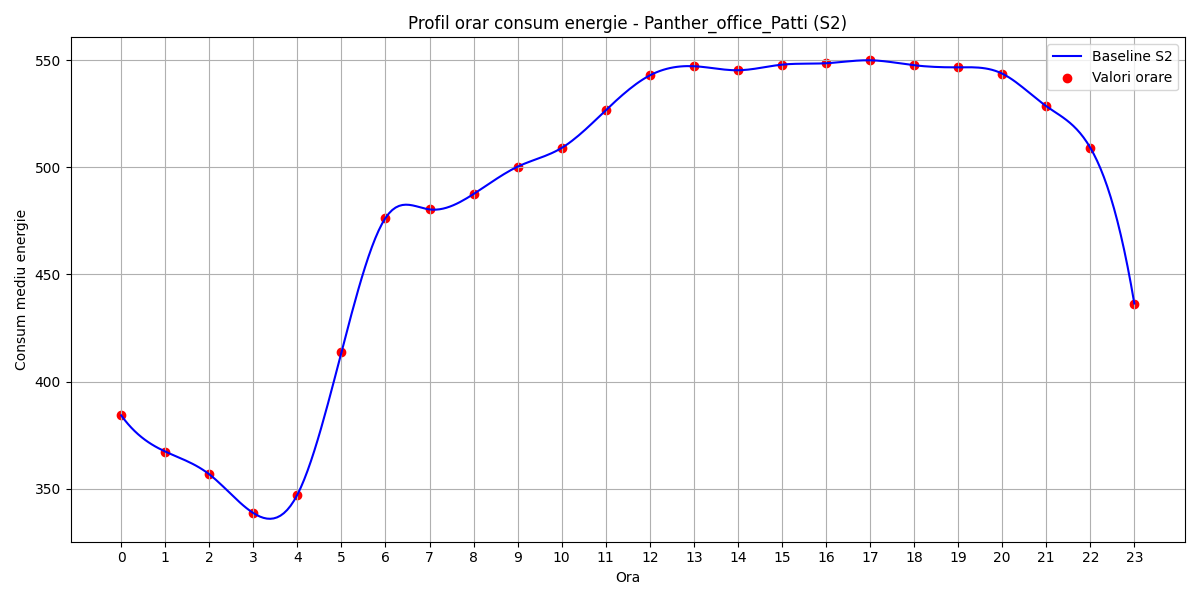 Profil orar consum energie - Panther_office_Patti (S2)
Baseline S2
Valori orare
Consum mediu energie
550
500
450
400
350
0 1 2 3 4 5 6 7 8 9 10 11 12 13 14 15 16 17 18 19 20 21 22 23
Ora